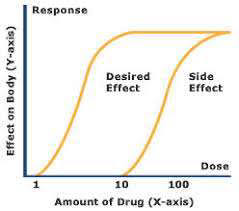 Response
Effect on Body (Y-axis)
Desired Effect
Side Effect
Dose
1 10 100
Amount of Drug (X-axis)